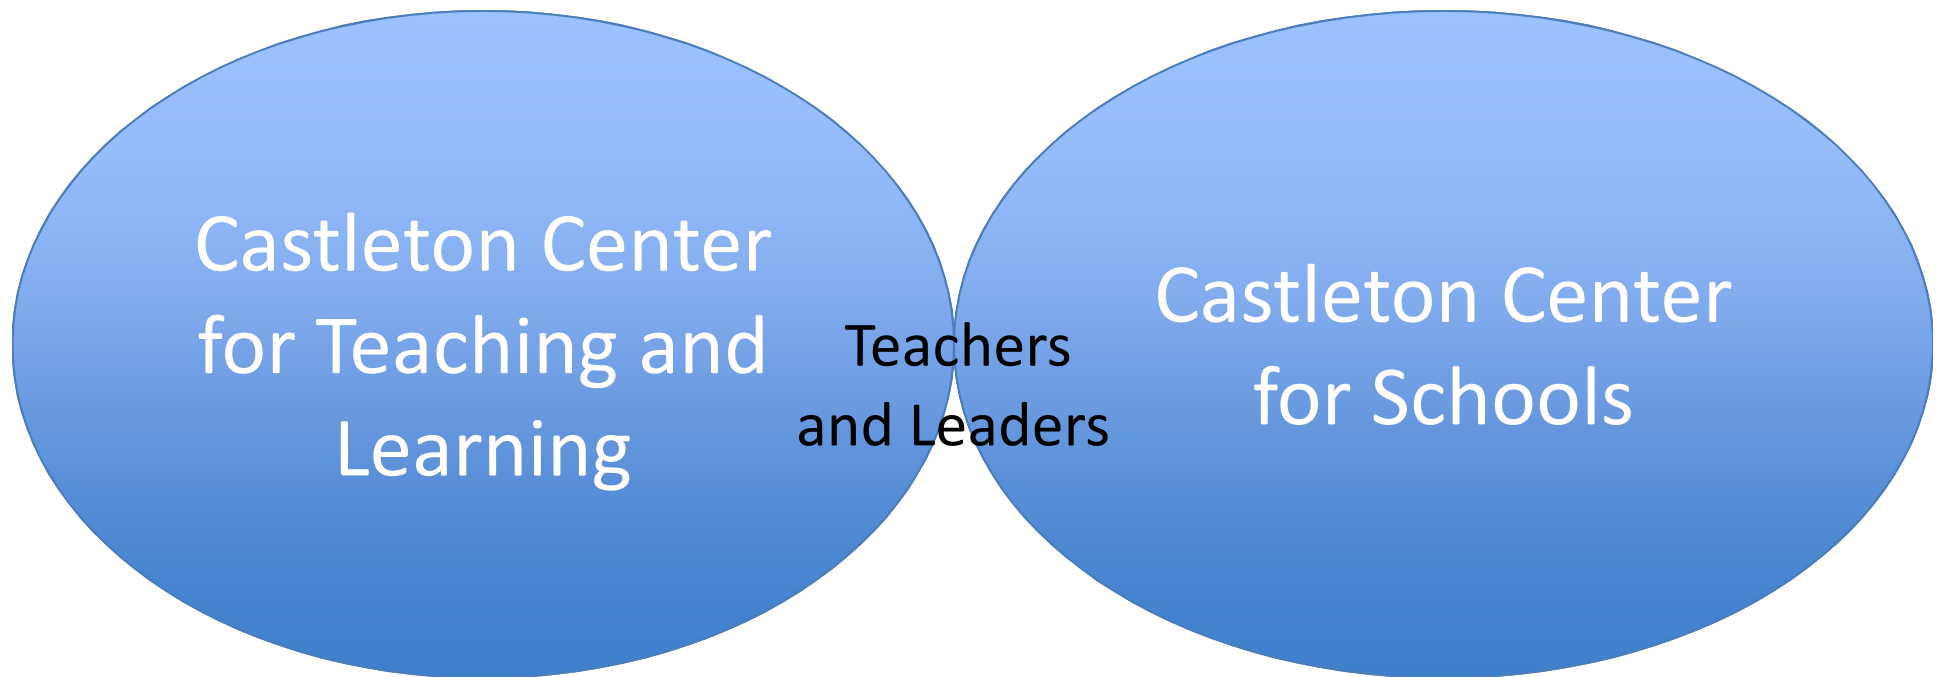 Castleton Center
for Teaching and
Learning
Teachers
and Leaders
Castleton Center
for Schools